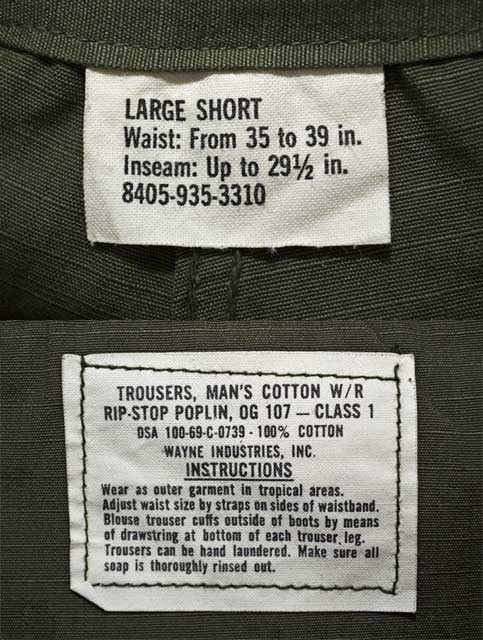 LARGE SHORT
Waist: From 35 to 39 in.
Inseam: Up to 29½ in.
8405-935-3310
TROUSERS, MAN'S COTTON W/R
RIP-STOP POPLIN, OG 107 — CLASS 1
DSA 100-69-C-0739 - 100% COTTON
WAYNE INDUSTRIES, INC.
INSTRUCTIONS
Wear as outer garment in tropical areas.
Adjust waist size by straps on sides of waistband.
Blouse trouser cuffs outside of boots by means
of drawstring at bottom of each trouser leg.
Trousers can be hand laundered. Make sure all
soap is thoroughly rinsed out.